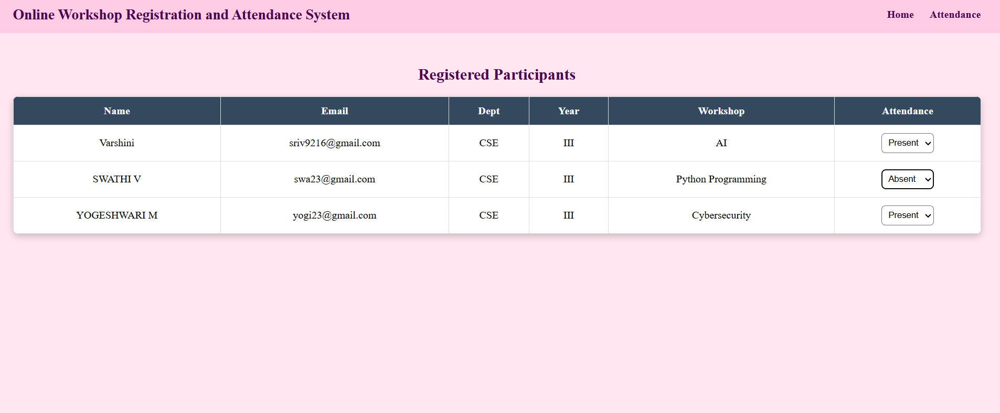 Online Workshop Registration and Attendance System Home Attendance
Registered Participants
Name Email Dept Year Workshop Attendance
Varshini sriv9216@gmail.com CSE III AI Present
SWATHI V swa23@gmail.com CSE III Python Programming Absent
YOGESHWARI M yogi23@gmail.com CSE III Cybersecurity Present